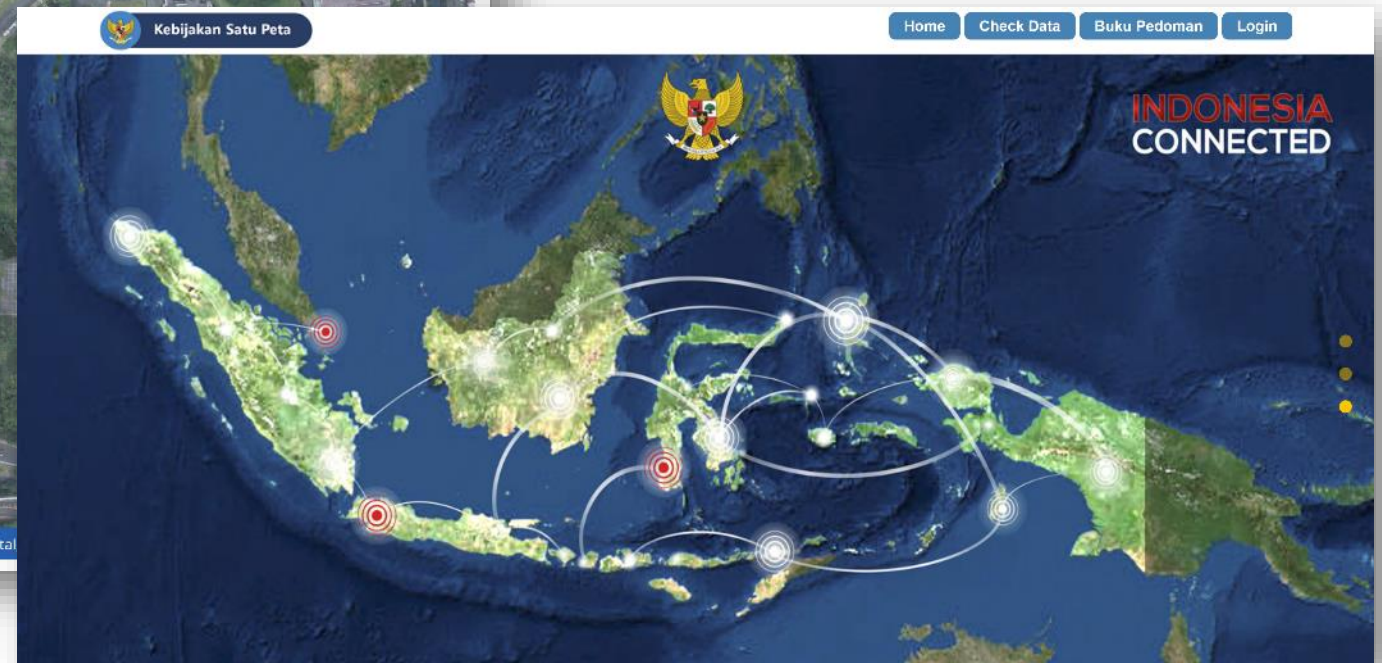 Kebijakan Satu Peta
Home
Check Data
Buku Pedoman
Login
INDONESIA
CONNECTED